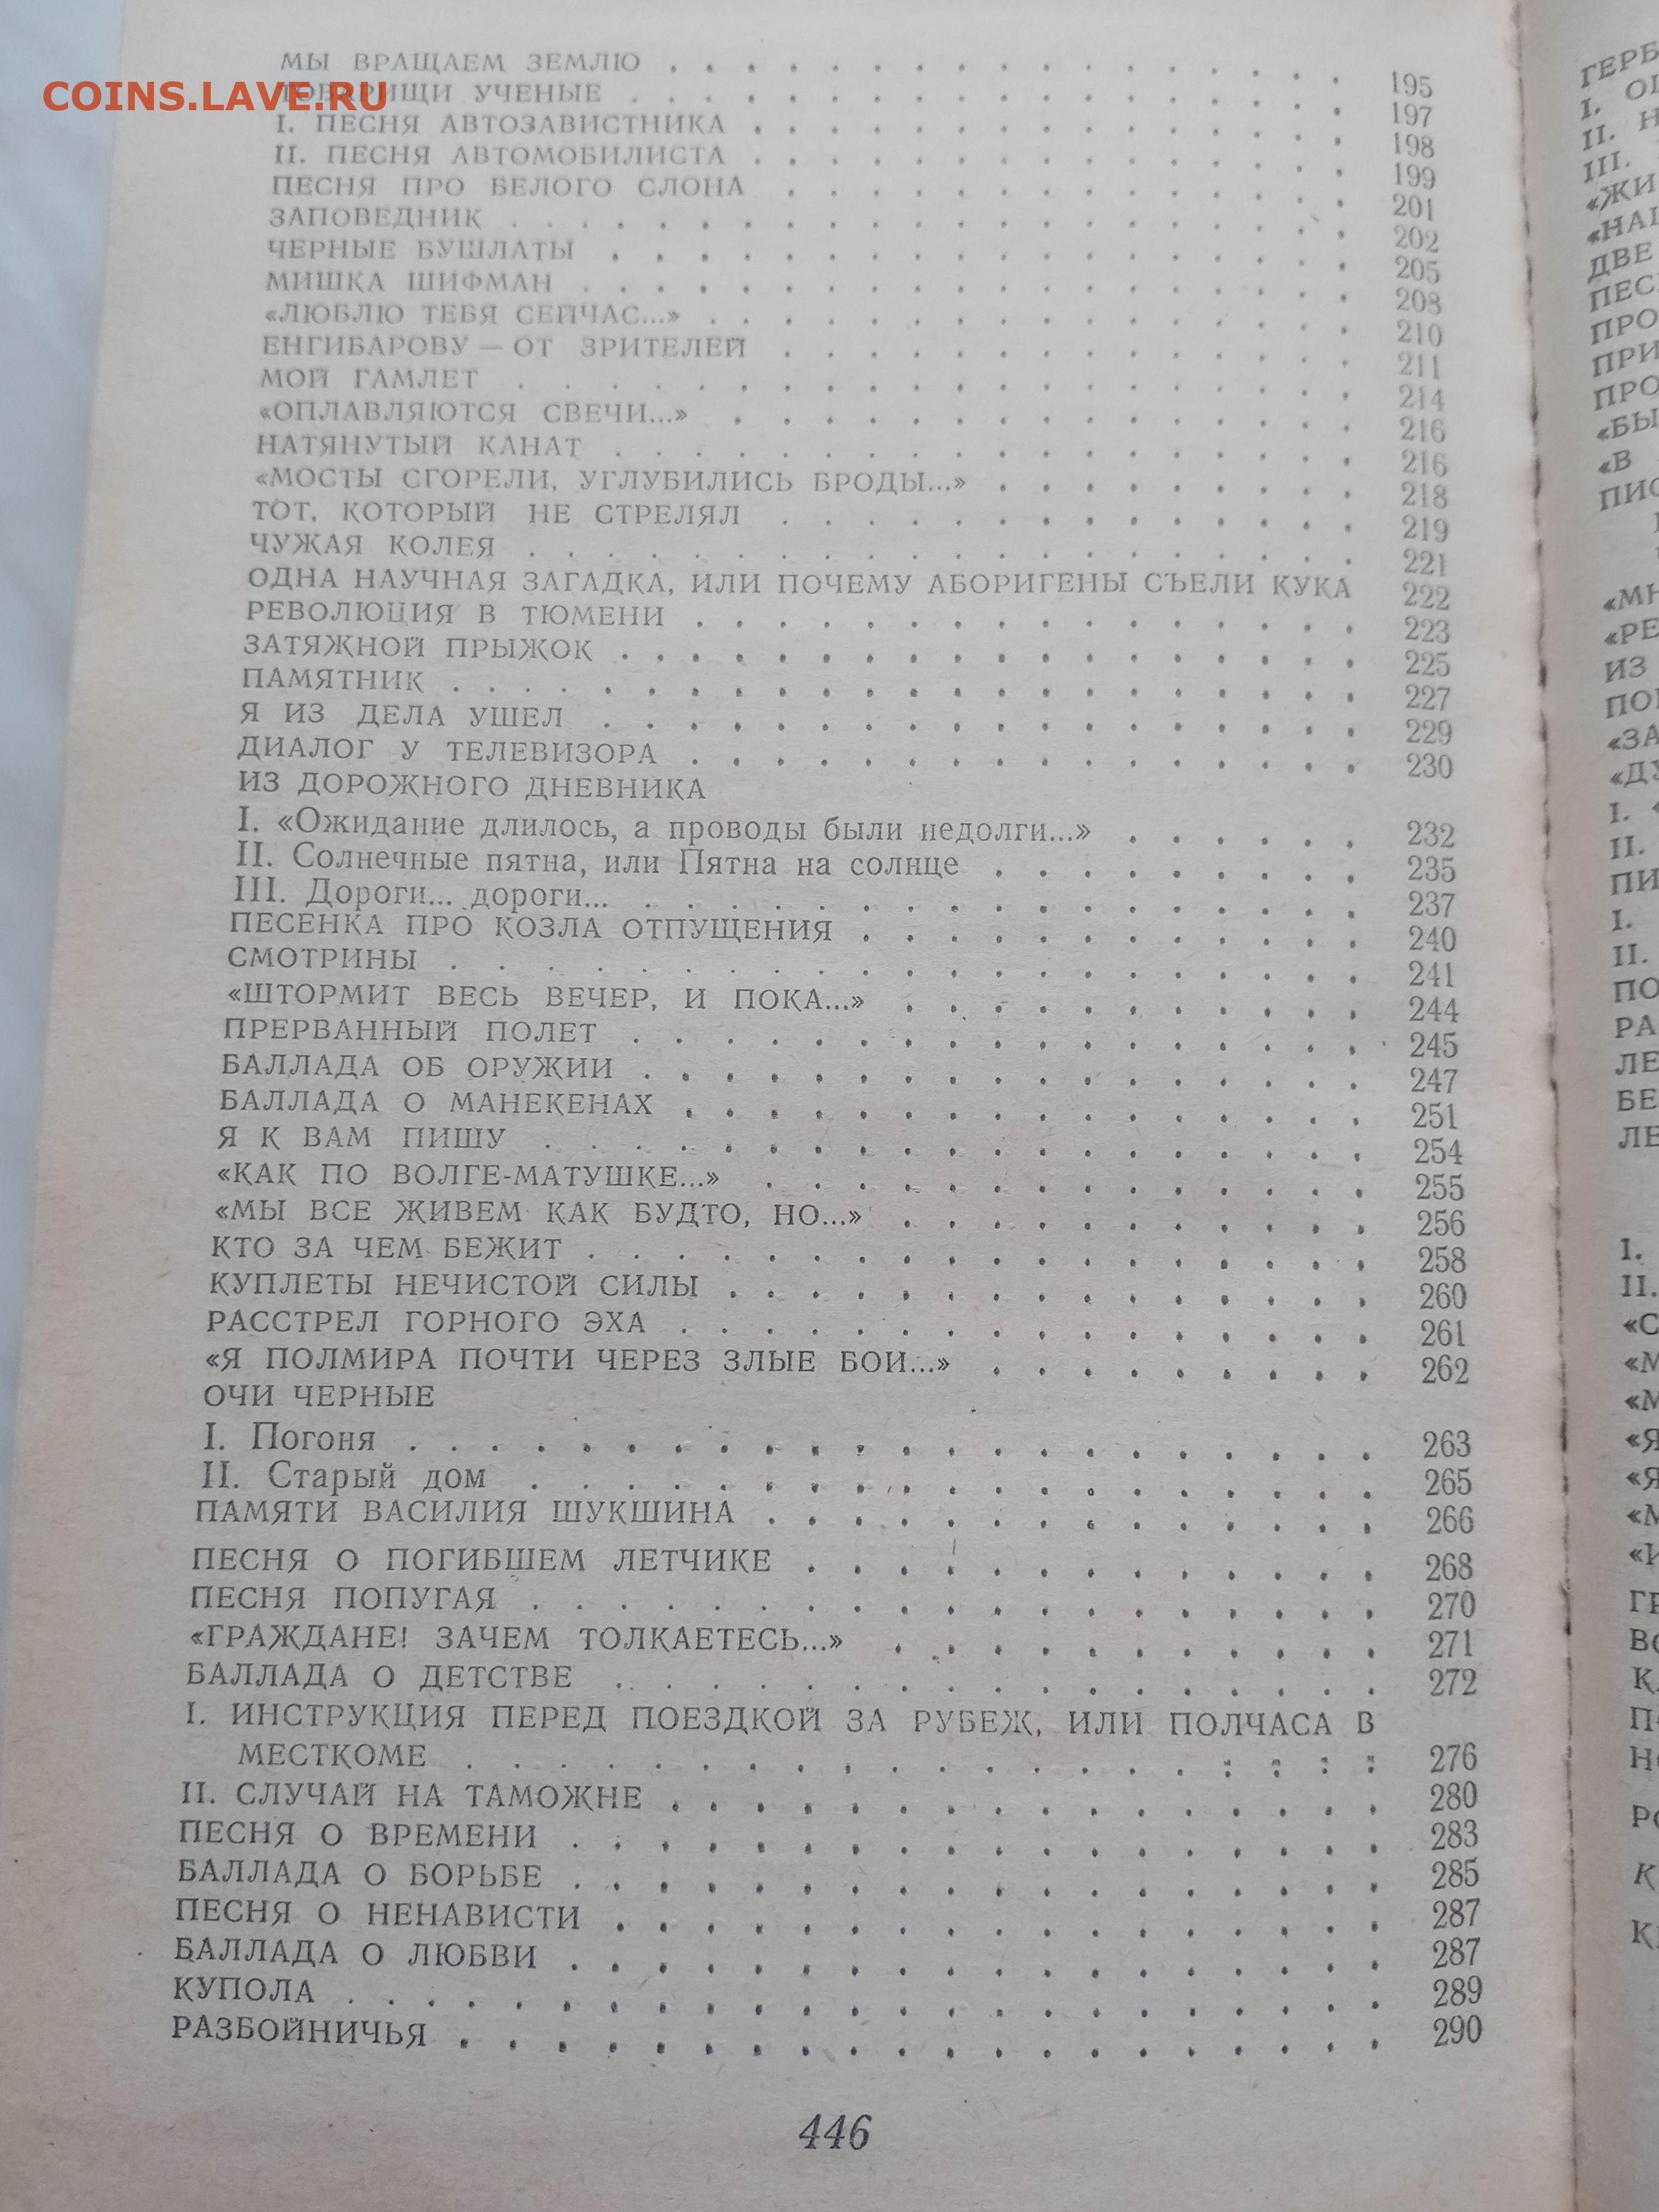 COINS.LAVE.RU
МЫ ВРАЩАЕМ ЗЕМЛЮ . . . 195
ТОВАРИЩИ УЧЕНЫЕ . . . 197
I. ПЕСНЯ АВТОЗАВИСТНИКА . . . 198
II. ПЕСНЯ АВТОМОБИЛИСТА . . . 199
ПЕСНЯ ПРО БЕЛОГО СЛОНА . . . 201
ЗАПОВЕДНИК . . . 202
ЧЕРНЫЕ БУШЛАТЫ . . . 205
МИШКА ШИФМАН . . . 208
«ЛЮБЛЮ ТЕБЯ СЕЙЧАС...» . . . 210
ЕНГИБАРОВУ — ОТ ЗРИТЕЛЕЙ . . . 211
МОЙ ГАМЛЕТ . . . 214
«ОПЛАВЛЯЮТСЯ СВЕЧИ...» . . . 216
НАТЯНУТЫЙ КАНАТ . . . 216
«МОСТЫ СГОРЕЛИ, УГЛУБИЛИСЬ БРОДЫ...» . . . 218
ТОТ, КОТОРЫЙ НЕ СТРЕЛЯЛ . . . 219
ЧУЖАЯ КОЛЕЯ . . . 221
ОДНА НАУЧНАЯ ЗАГАДКА, ИЛИ ПОЧЕМУ АБОРИГЕНЫ СЪЕЛИ КУКА 222
РЕВОЛЮЦИЯ В ТЮМЕНИ . . . 223
ЗАТЯЖНОЙ ПРЫЖОК . . . 225
ПАМЯТНИК . . . 227
Я ИЗ ДЕЛА УШЕЛ . . . 229
ДИАЛОГ У ТЕЛЕВИЗОРА . . . 230
ИЗ ДОРОЖНОГО ДНЕВНИКА
I. «Ожидание длилось, а проводы были недолги...» . . . 232
II. Солнечные пятна, или Пятна на солнце . . . 235
III. Дороги... дороги... . . . 237
ПЕСЕНКА ПРО КОЗЛА ОТПУЩЕНИЯ . . . 240
СМОТРИНЫ . . . 241
«ШТОРМИТ ВЕСЬ ВЕЧЕР, И ПОКА...» . . . 244
ПРЕРВАННЫЙ ПОЛЕТ . . . 245
БАЛЛАДА ОБ ОРУЖИИ . . . 247
БАЛЛАДА О МАНЕКЕНАХ . . . 251
Я К ВАМ ПИШУ . . . 254
«КАК ПО ВОЛГЕ-МАТУШКЕ...» . . . 255
«МЫ ВСЕ ЖИВЕМ КАК БУДТО, НО...» . . . 256
КТО ЗА ЧЕМ БЕЖИТ . . . 258
КУПЛЕТЫ НЕЧИСТОЙ СИЛЫ . . . 260
РАССТРЕЛ ГОРНОГО ЭХА . . . 261
«Я ПОЛМИРА ПОЧТИ ЧЕРЕЗ ЗЛЫЕ БОИ...» . . . 262
ОЧИ ЧЕРНЫЕ
I. Погоня . . . 263
II. Старый дом . . . 265
ПАМЯТИ ВАСИЛИЯ ШУКШИНА . . . 266
ПЕСНЯ О ПОГИБШЕМ ЛЕТЧИКЕ . . . 268
ПЕСНЯ ПОПУГАЯ . . . 270
«ГРАЖДАНЕ! ЗАЧЕМ ТОЛКАЕТЕСЬ...» . . . 271
БАЛЛАДА О ДЕТСТВЕ . . . 272
I. ИНСТРУКЦИЯ ПЕРЕД ПОЕЗДКОЙ ЗА РУБЕЖ, ИЛИ ПОЛЧАСА В
МЕСТКОМЕ . . . 276
II. СЛУЧАЙ НА ТАМОЖНЕ . . . 280
ПЕСНЯ О ВРЕМЕНИ . . . 283
БАЛЛАДА О БОРЬБЕ . . . 285
ПЕСНЯ О НЕНАВИСТИ . . . 287
БАЛЛАДА О ЛЮБВИ . . . 287
КУПОЛА . . . 289
РАЗБОЙНИЧЬЯ . . . 290
446